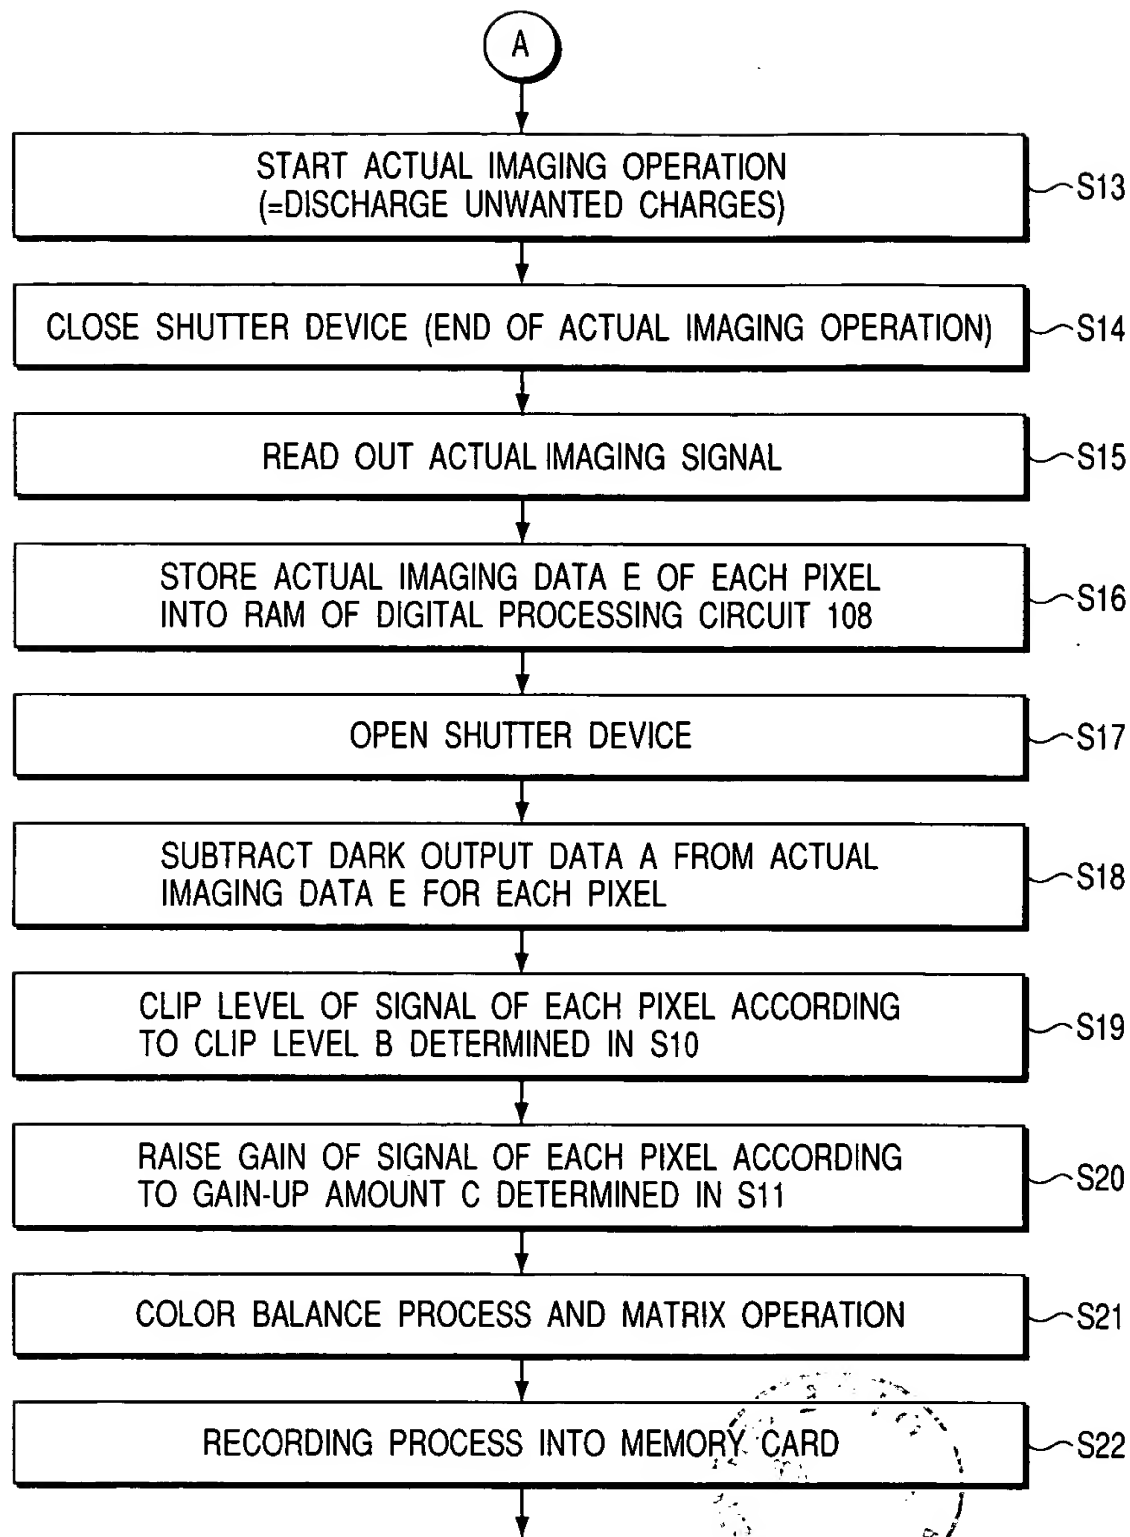 A
START ACTUAL IMAGING OPERATION
(=DISCHARGE UNWANTED CHARGES)
S13
CLOSE SHUTTER DEVICE (END OF ACTUAL IMAGING OPERATION)
S14
READ OUT ACTUAL IMAGING SIGNAL
S15
STORE ACTUAL IMAGING DATA E OF EACH PIXEL
INTO RAM OF DIGITAL PROCESSING CIRCUIT 108
S16
OPEN SHUTTER DEVICE
S17
SUBTRACT DARK OUTPUT DATA A FROM ACTUAL
IMAGING DATA E FOR EACH PIXEL
S18
CLIP LEVEL OF SIGNAL OF EACH PIXEL ACCORDING
TO CLIP LEVEL B DETERMINED IN S10
S19
RAISE GAIN OF SIGNAL OF EACH PIXEL ACCORDING
TO GAIN-UP AMOUNT C DETERMINED IN S11
S20
COLOR BALANCE PROCESS AND MATRIX OPERATION
S21
RECORDING PROCESS INTO MEMORY CARD
S22